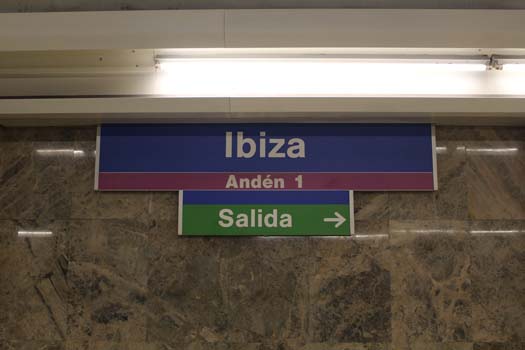 Ibiza
Andén 1
Salida →